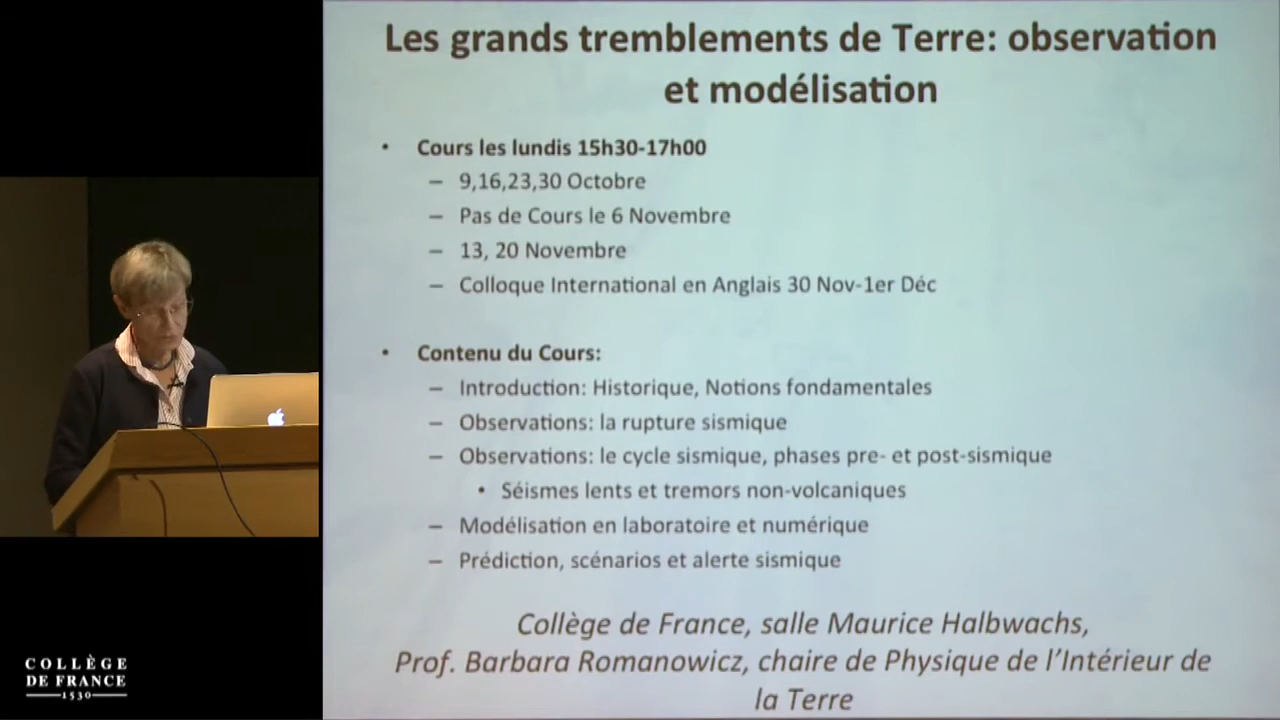 Les grands tremblements de Terre: observation
et modélisation
• Cours les lundis 15h30-17h00
– 9,16,23,30 Octobre
– Pas de Cours le 6 Novembre
– 13, 20 Novembre
– Colloque International en Anglais 30 Nov-1er Déc
• Contenu du Cours:
– Introduction: Historique, Notions fondamentales
– Observations: la rupture sismique
– Observations: le cycle sismique, phases pre- et post-sismique
• Séismes lents et tremors non-volcaniques
– Modélisation en laboratoire et numérique
– Prédiction, scénarios et alerte sismique
Collège de France, salle Maurice Halbwachs,
Prof. Barbara Romanowicz, chaire de Physique de l’Intérieur de
la Terre
COLLÈGE
DE FRANCE
1530